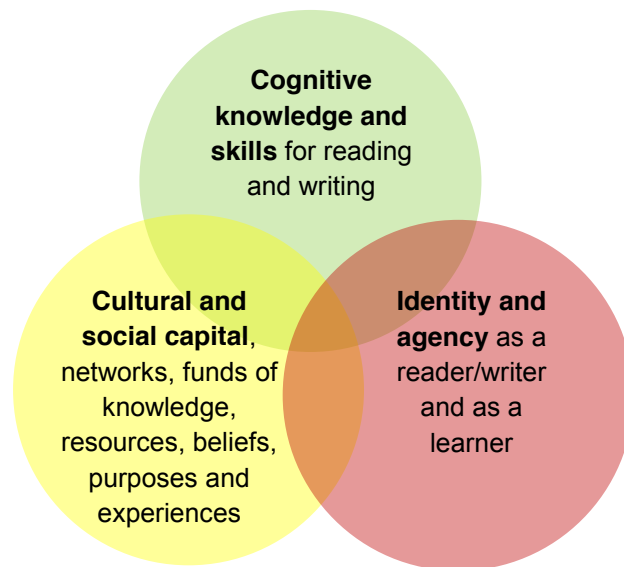 Cognitive
knowledge and
skills for reading
and writing
Cultural and
social capital,
networks, funds of
knowledge,
resources, beliefs,
purposes and
experiences
Identity and
agency as a
reader/writer
and as a
learner